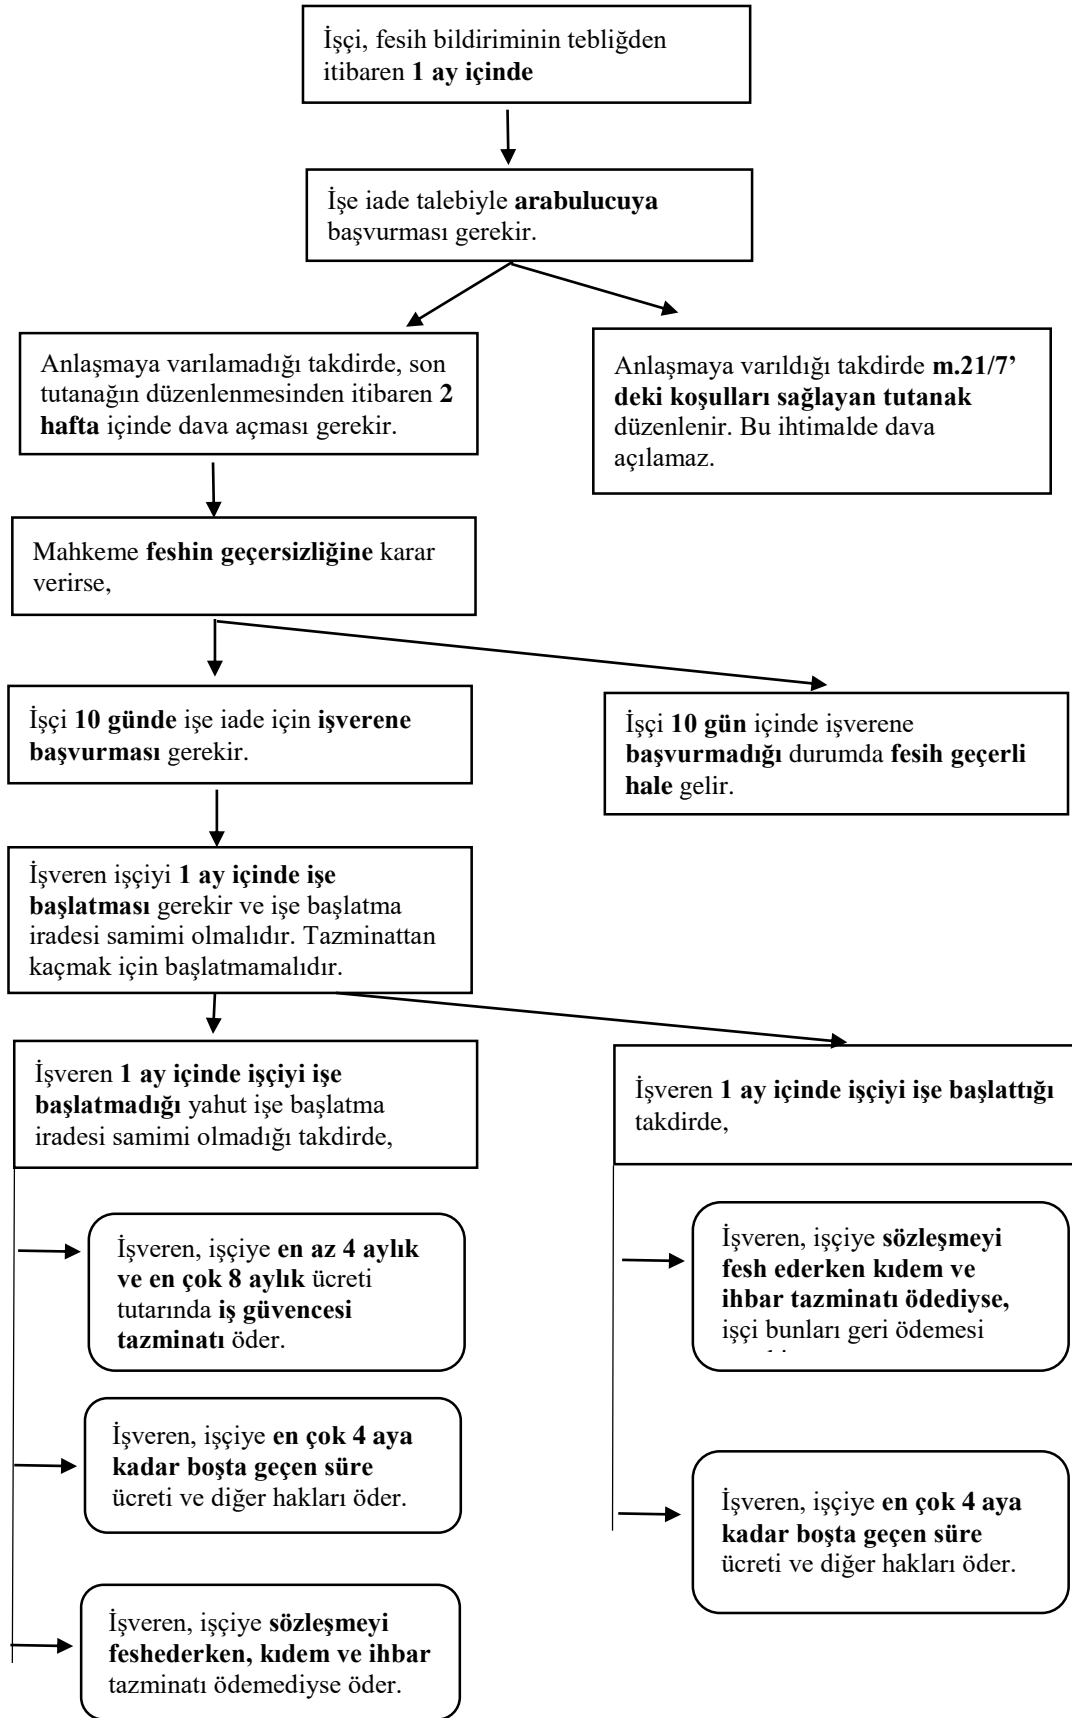 İşçi, fesih bildiriminin tebliğden
itibaren 1 ay içinde
İşe iade talebiyle arabulucuya
başvurması gerekir.
Anlaşmaya varılamadığı takdirde, son
tutanağın düzenlenmesinden itibaren 2
hafta içinde dava açması gerekir.
Anlaşmaya varıldığı takdirde m.21/7’
deki koşulları sağlayan tutanak
düzenlenir. Bu ihtimalde dava
açılamaz.
Mahkeme feshin geçersizliğine karar
verirse,
İşçi 10 günde işe iade için işverene
başvurması gerekir.
İşçi 10 gün içinde işverene
başvurmadığı durumda fesih geçerli
hale gelir.
İşveren işçiyi 1 ay içinde işe
başlatması gerekir ve işe başlatma
iradesi samimi olmalıdır. Tazminattan
kaçmak için başlatmamalıdır.
İşveren 1 ay içinde işçiyi işe
başlatmadığı yahut işe başlatma
iradesi samimi olmadığı takdirde,
İşveren 1 ay içinde işçiyi işe başlattığı
takdirde,
İşveren, işçiye en az 4 aylık
ve en çok 8 aylık ücreti
tutarında iş güvencesi
tazminatı öder.
İşveren, işçiye sözleşmeyi
fesh ederken kıdem ve
ihbar tazminatı ödediyse,
işçi bunları geri ödemesi
İşveren, işçiye en çok 4 aya
kadar boşta geçen süre
ücreti ve diğer hakları öder.
İşveren, işçiye en çok 4 aya
kadar boşta geçen süre
ücreti ve diğer hakları öder.
İşveren, işçiye sözleşmeyi
feshederken, kıdem ve ihbar
tazminatı ödemediyse öder.